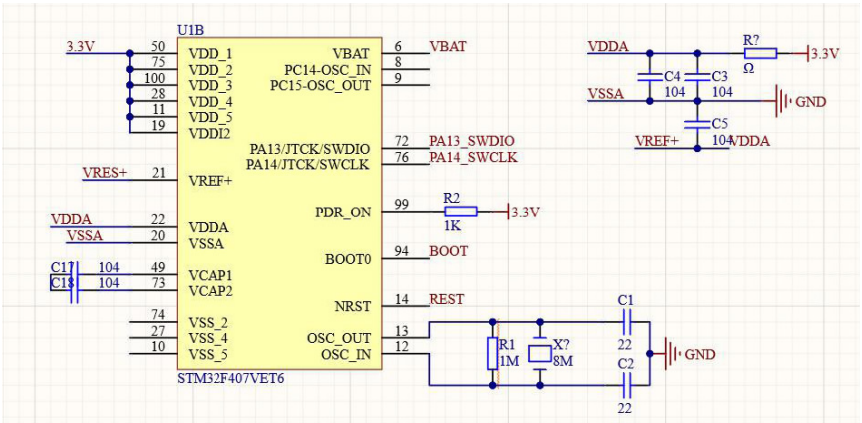 U1B
3.3V 50 VDD_1 VBAT 6 VBAT
75 VDD_2 PC14-OSC_IN 8
100 VDD_3 PC15-OSC_OUT 9
28 VDD_4
11 VDD_5
19 VDDI2
PA13/JTCK/SWDIO 72 PA13_SWDIO
PA14/JTCK/SWCLK 76 PA14_SWCLK
VRES+ 21 VREF+
PDR_ON 99 R2 3.3V
1K
VDDA 22 VDDA
VSSA 20 VSSA
BOOT0 94 BOOT
C17 104 49 VCAP1
C18 104 73 VCAP2
NRST 14 REST
74 VSS_2
27 VSS_4 OSC_OUT 13
10 VSS_5 OSC_IN 12
STM32F407VET6
VDDA R? 3.3V
Ω
C4 C3
104 104
VSSA GND
C5
104
VREF+ VDDA
C1
22
R1 X?
1M 8M
GND
C2
22